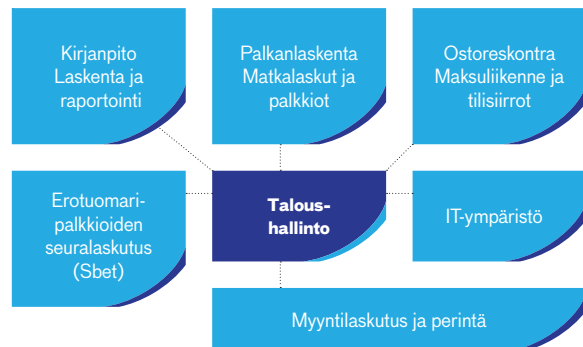 Kirjanpito
Laskenta ja
raportointi
Palkanlaskenta
Matkalaskut ja
palkkiot
Ostoreskontra
Maksuliikenne ja
tilisiirrot
Erotuomari-
palkkioiden
seuralaskutus
(Sbet)
Talous-
hallinto
IT-ympäristö
Myyntilaskutus ja perintä